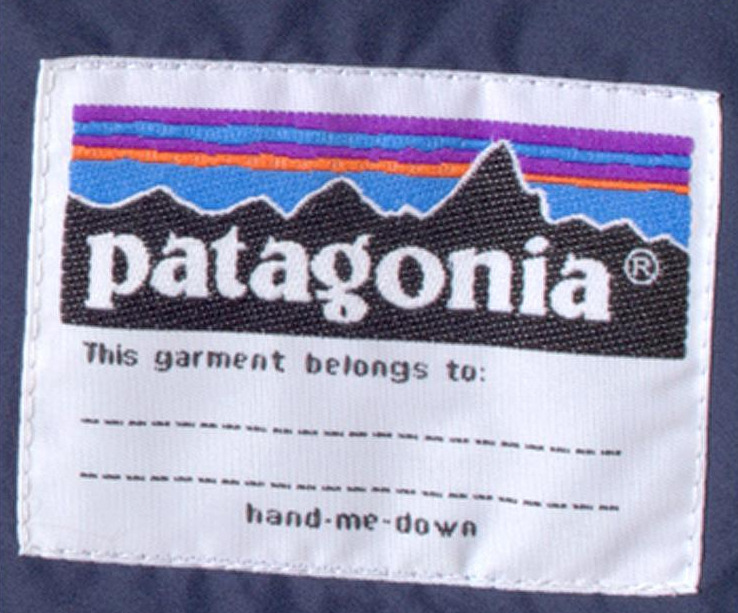 patagonia®
This garment belongs to:
hand-me-down